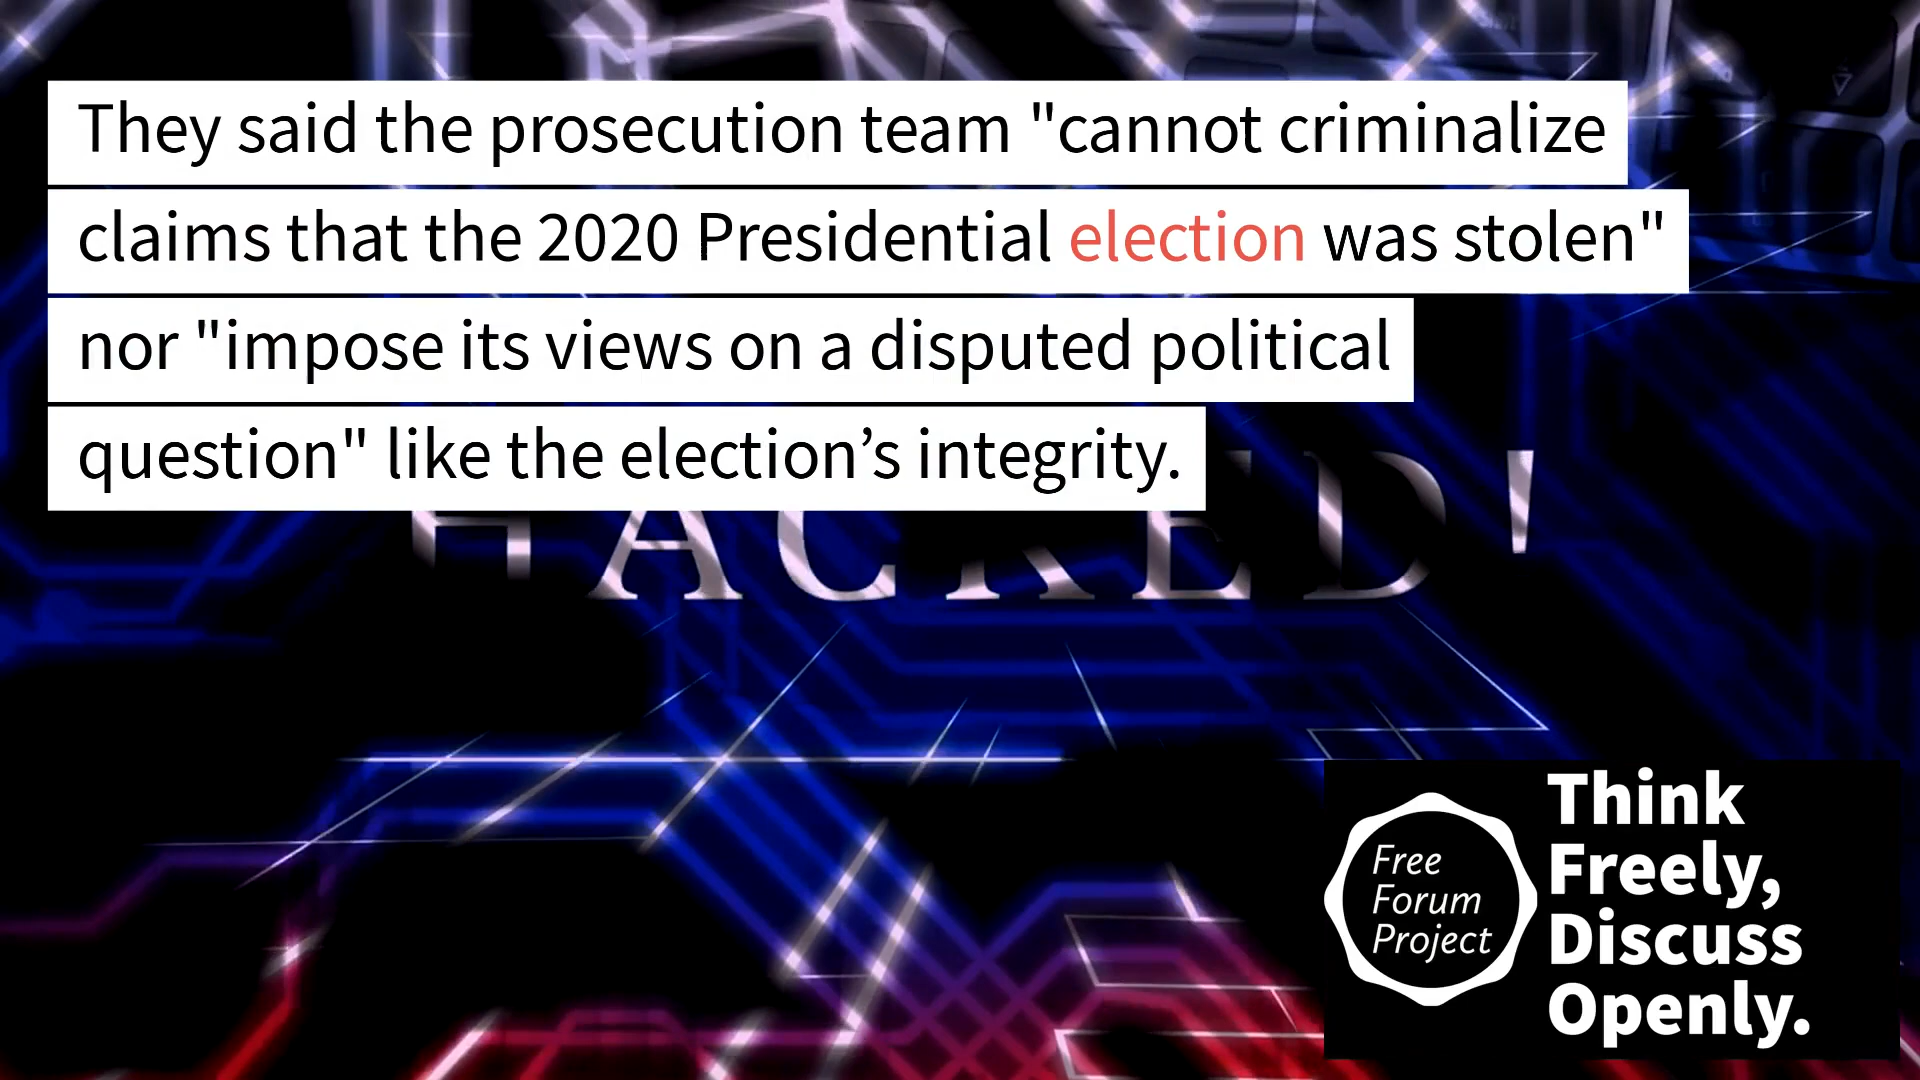 They said the prosecution team "cannot criminalize
claims that the 2020 Presidential election was stolen"
nor "impose its views on a disputed political
question" like the election’s integrity.
HACKED!
Free
Forum
Project
Think
Freely,
Discuss
Openly.